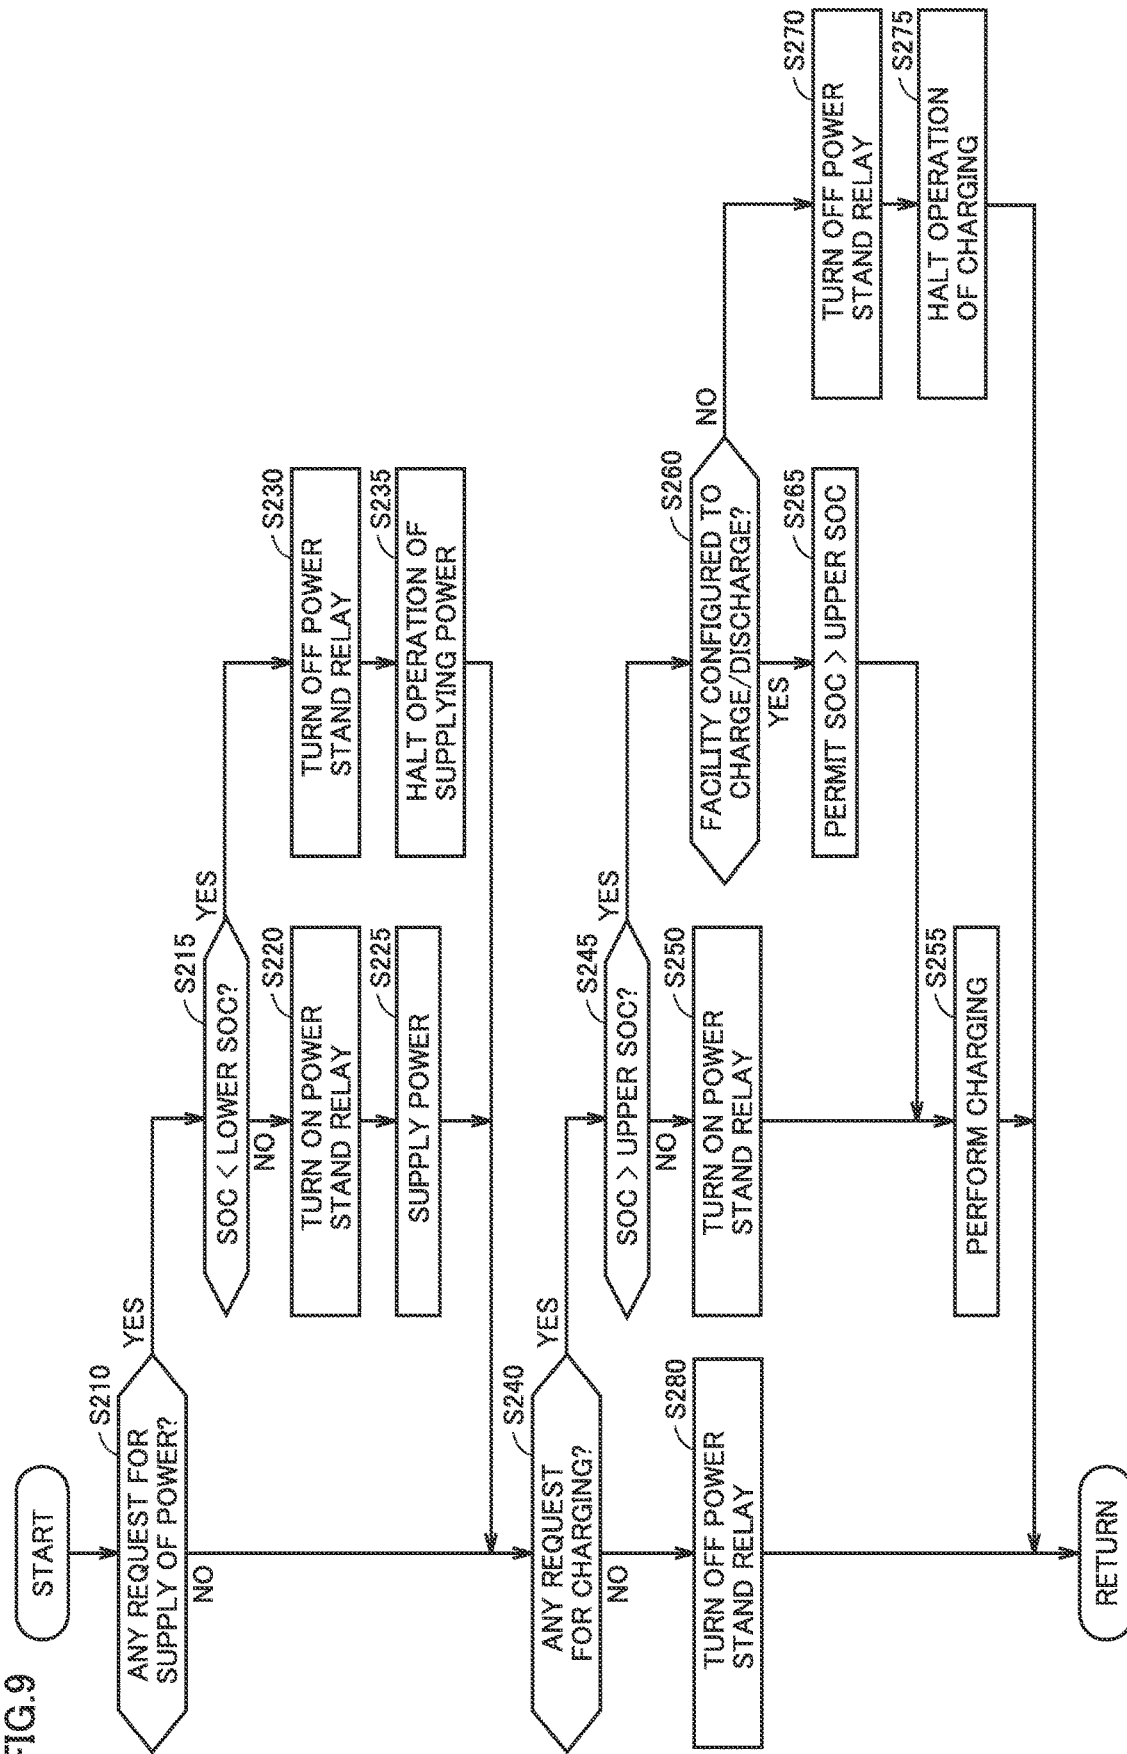 FIG.9
START
S210
ANY REQUEST FOR
SUPPLY OF POWER?
YES
NO
S215
SOC < LOWER SOC?
YES
NO
S220
TURN ON POWER
STAND RELAY
S225
SUPPLY POWER
S230
TURN OFF POWER
STAND RELAY
S235
HALT OPERATION OF
SUPPLYING POWER
S240
ANY REQUEST
FOR CHARGING?
YES
NO
S245
SOC > UPPER SOC?
YES
NO
S250
TURN ON POWER
STAND RELAY
S255
PERFORM CHARGING
S260
FACILITY CONFIGURED TO
CHARGE/DISCHARGE?
NO
YES
S265
PERMIT SOC > UPPER SOC
S270
TURN OFF POWER
STAND RELAY
S275
HALT OPERATION
OF CHARGING
S280
TURN OFF POWER
STAND RELAY
RETURN